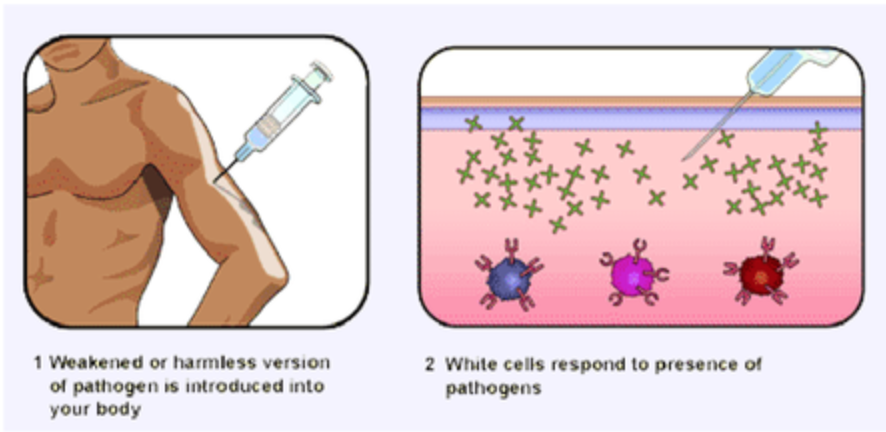 1 Weakened or harmless version
of pathogen is introduced into
your body
2 White cells respond to presence of
pathogens